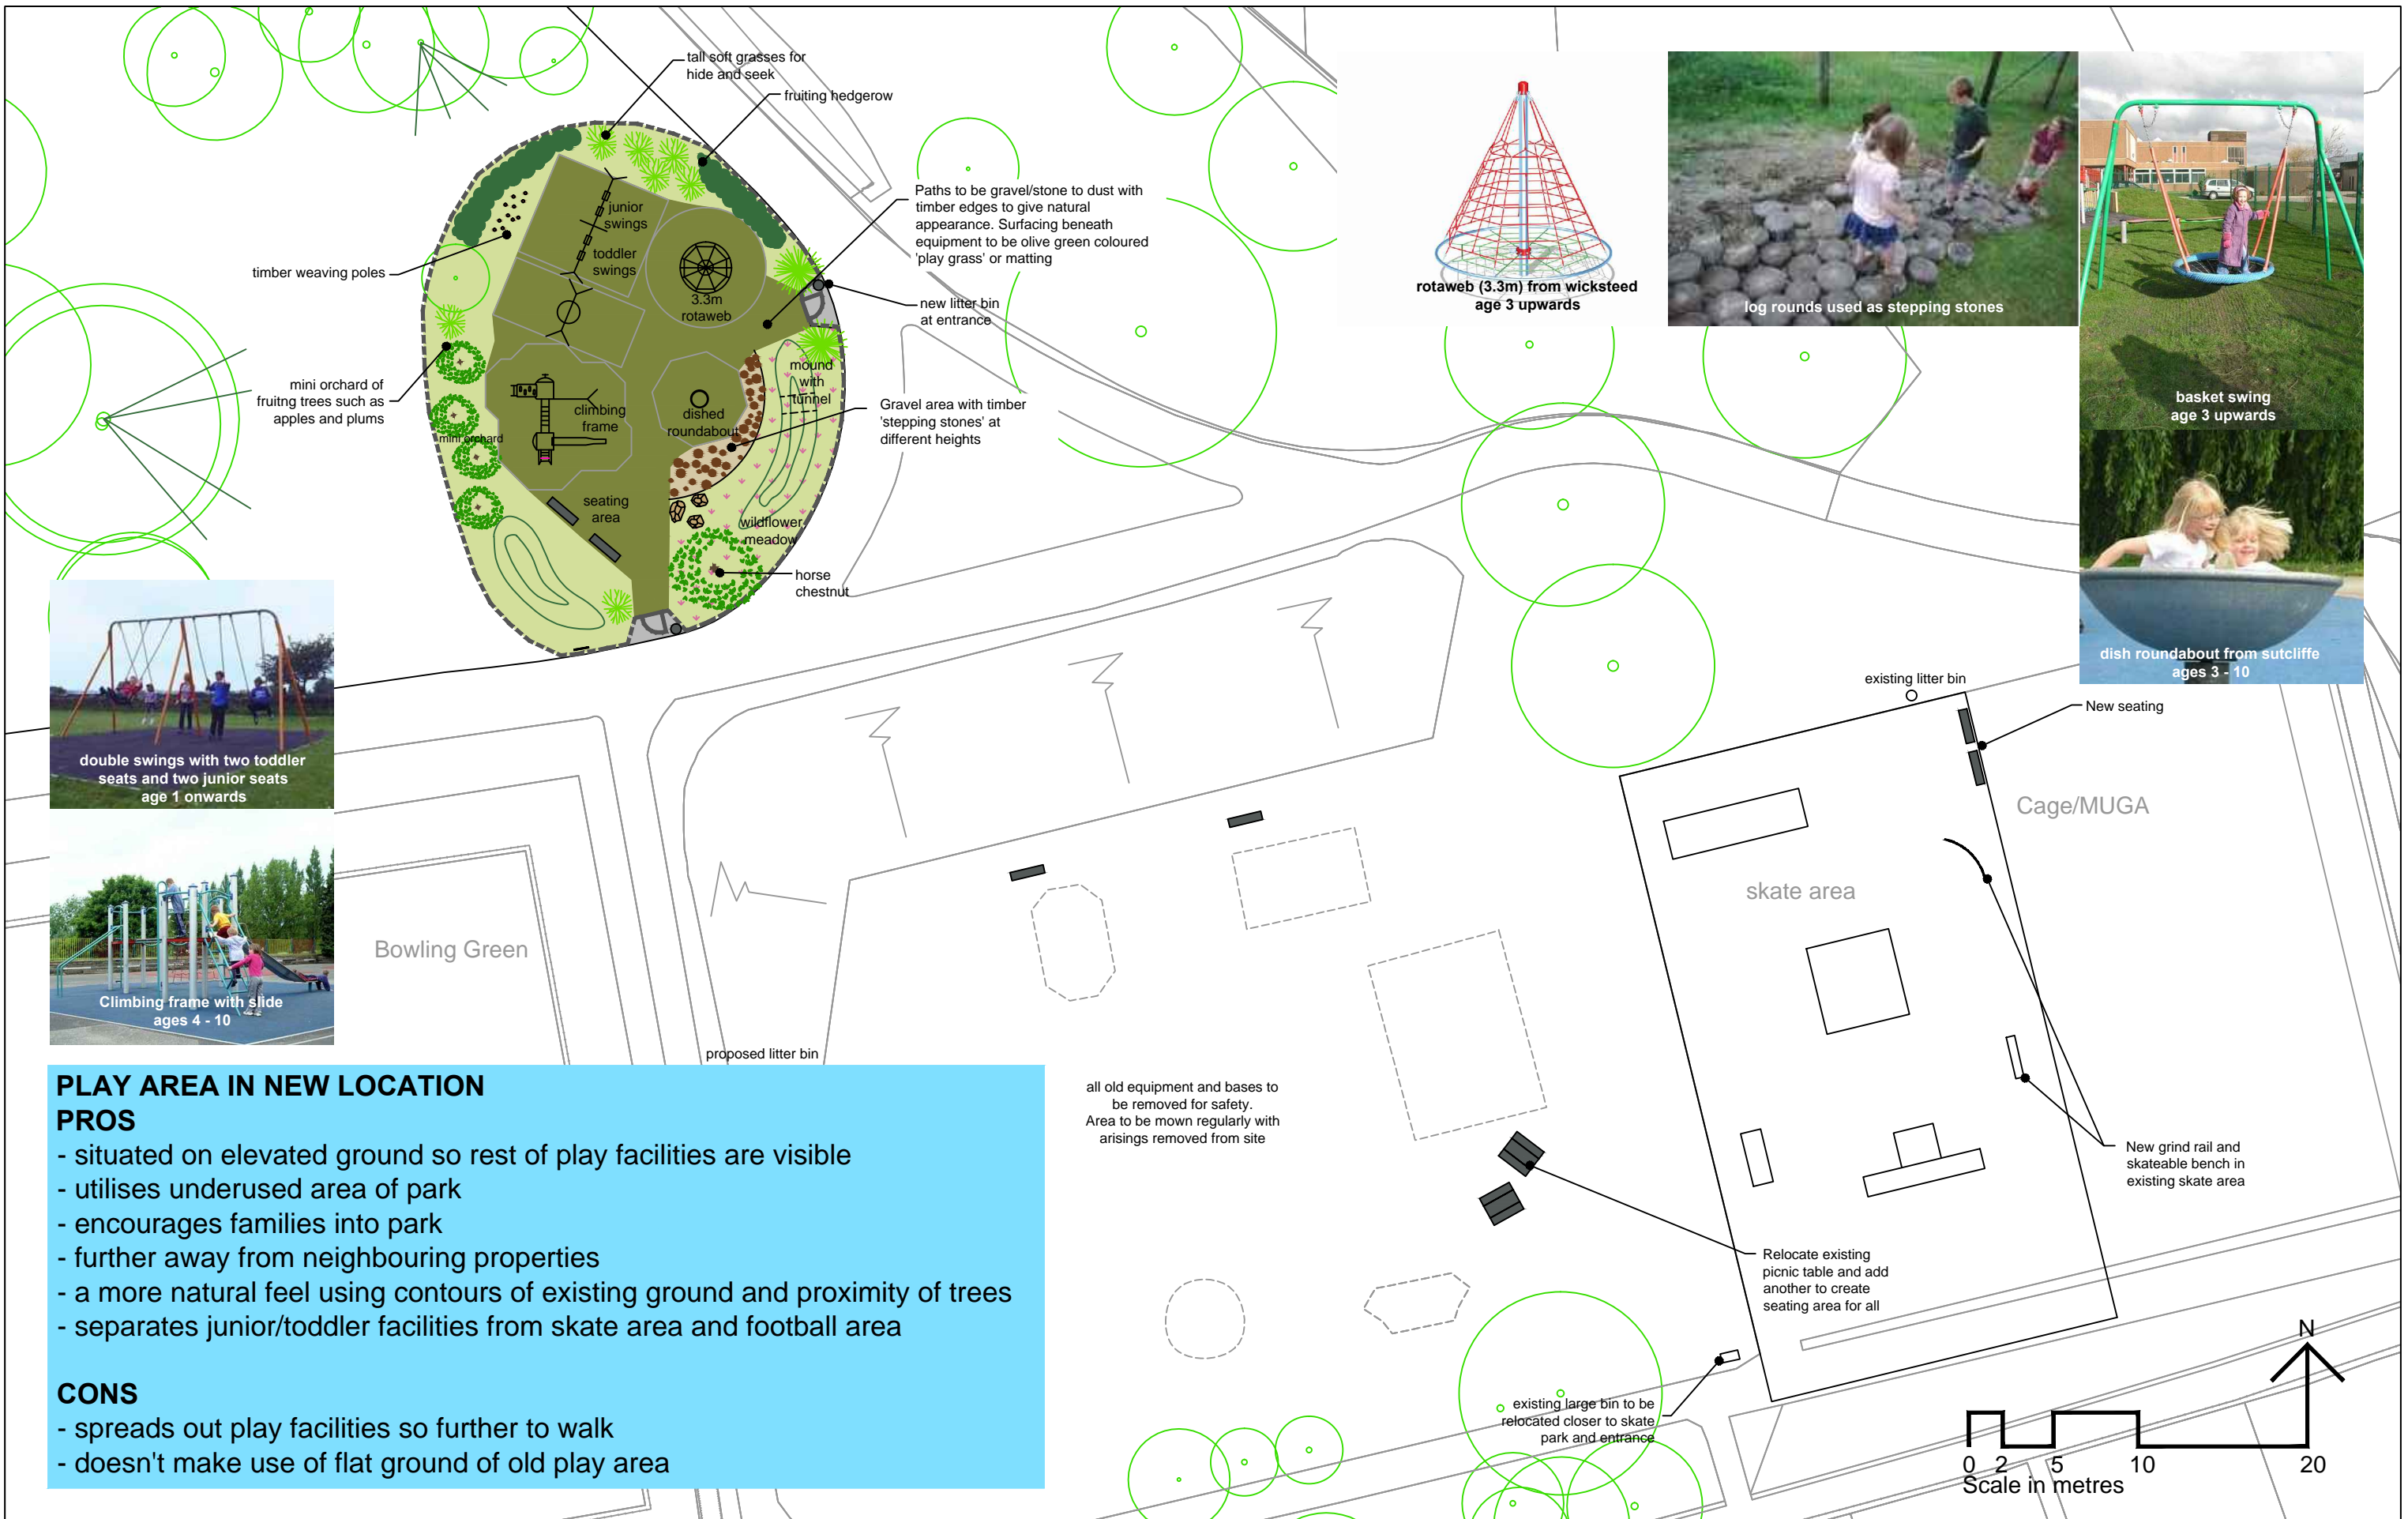 tall soft grasses for
hide and seek
fruiting hedgerow
Paths to be gravel/stone to dust with
timber edges to give natural
appearance. Surfacing beneath
equipment to be olive green coloured
'play grass' or matting
new litter bin
at entrance
timber weaving poles
junior
swings
toddler
swings
3.3m
rotaweb
mini orchard of
fruitng trees such as
apples and plums
mini orchard
climbing
frame
dished
roundabout
mound
with
tunnel
Gravel area with timber
'stepping stones' at
different heights
seating
area
wildflower
meadow
horse
chestnut
rotaweb (3.3m) from wicksteed
age 3 upwards
log rounds used as stepping stones
basket swing
age 3 upwards
dish roundabout from sutcliffe
ages 3 - 10
double swings with two toddler
seats and two junior seats
age 1 onwards
Climbing frame with slide
ages 4 - 10
Bowling Green
proposed litter bin
existing litter bin
New seating
Cage/MUGA
skate area
all old equipment and bases to
be removed for safety.
Area to be mown regularly with
arisings removed from site
New grind rail and
skateable bench in
existing skate area
Relocate existing
picnic table and add
another to create
seating area for all
existing large bin to be
relocated closer to skate
park and entrance
PLAY AREA IN NEW LOCATION
PROS
- situated on elevated ground so rest of play facilities are visible
- utilises underused area of park
- encourages families into park
- further away from neighbouring properties
- a more natural feel using contours of existing ground and proximity of trees
- separates junior/toddler facilities from skate area and football area
CONS
- spreads out play facilities so further to walk
- doesn't make use of flat ground of old play area
N
0 2 5 10 20
Scale in metres